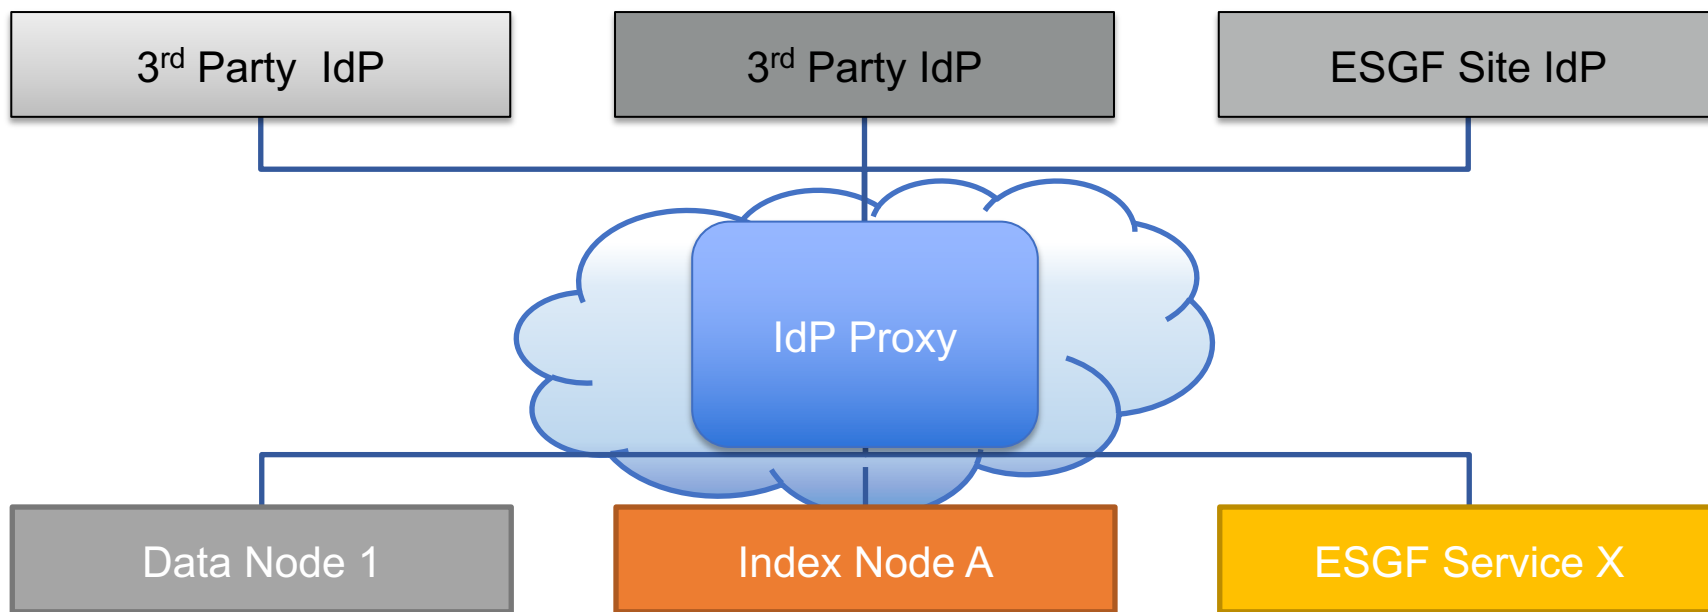 3rd Party IdP
3rd Party IdP
ESGF Site IdP
IdP Proxy
Data Node 1
Index Node A
ESGF Service X